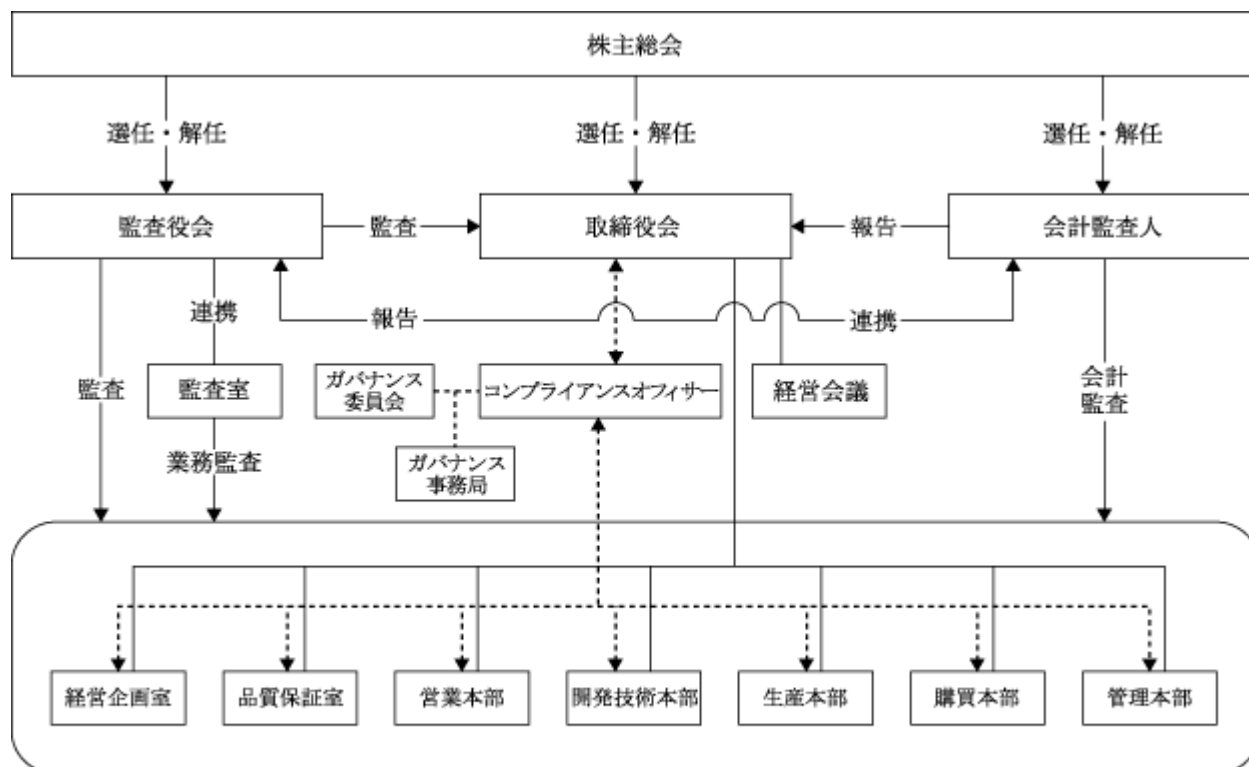 株主総会
選任・解任
選任・解任
選任・解任
監査役会
監査
取締役会
報告
会計監査人
連携
報告
連携
監査
監査室
ガバナンス
委員会
コンプライアンスオフィサー
経営会議
会計
監査
業務監査
ガバナンス
事務局
経営企画室
品質保証室
営業本部
開発技術本部
生産本部
購買本部
管理本部